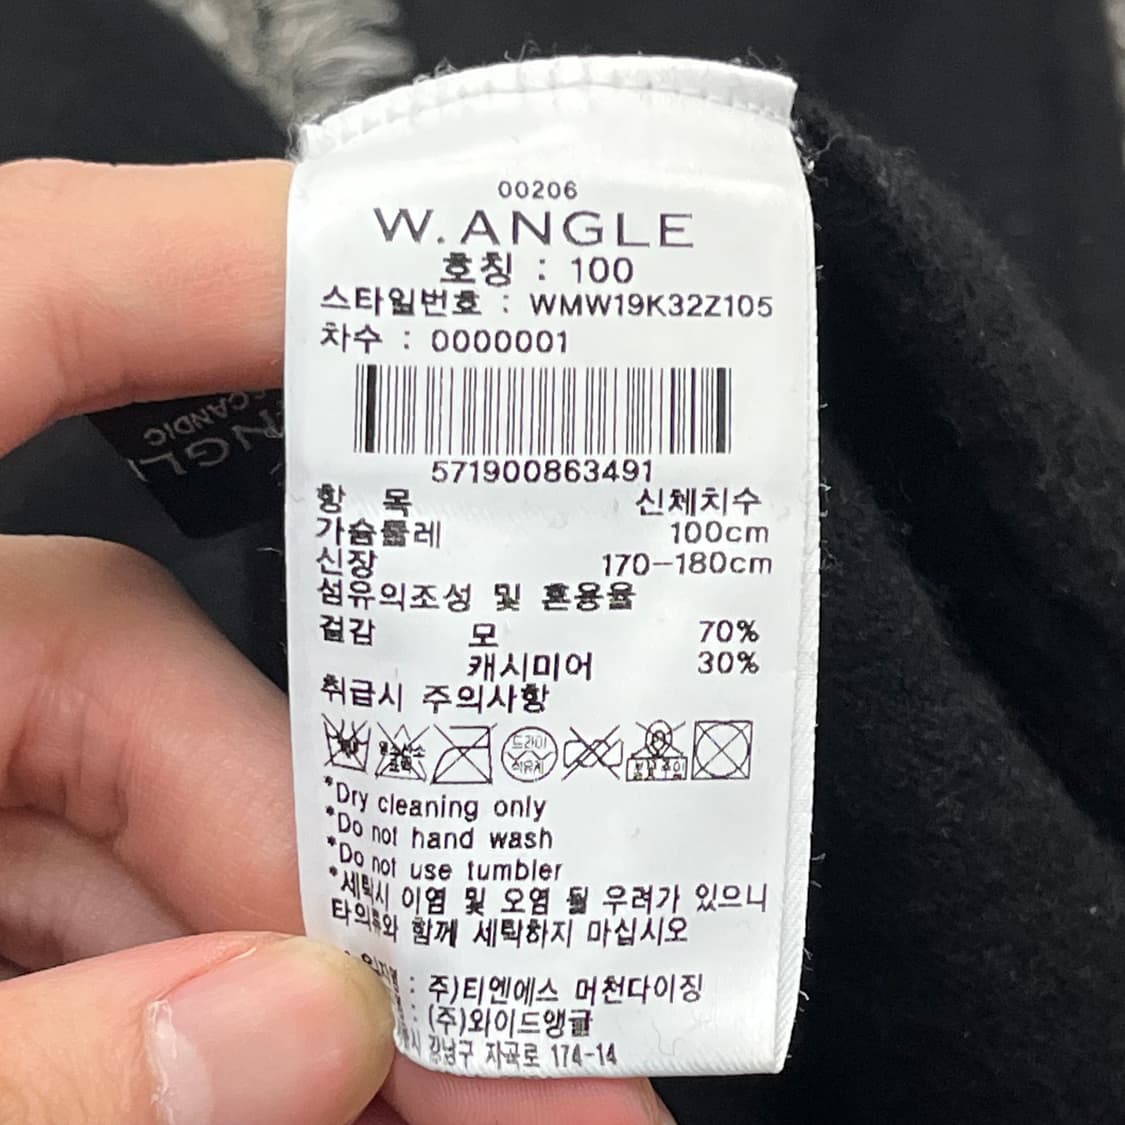 00206
W.ANGLE
호칭 : 100
스타일번호 : WMW19K32Z105
차수 : 0000001
571900863491
항 목 신체치수
가슴둘레 100cm
신장 170-180cm
섬유의조성 및 혼용율
겉감 모 70%
캐시미어 30%
취급시 주의사항
드라이
석유계
*Dry cleaning only
*Do not hand wash
*Do not use tumbler
*세탁시 이염 및 오염 될 우려가 있으니
타의류와 함께 세탁하지 마십시오
: 주)티엔에스 머천다이징
: (주)와이드앵글
강남구 자곡로 174-14
ANGL
SCANDIC